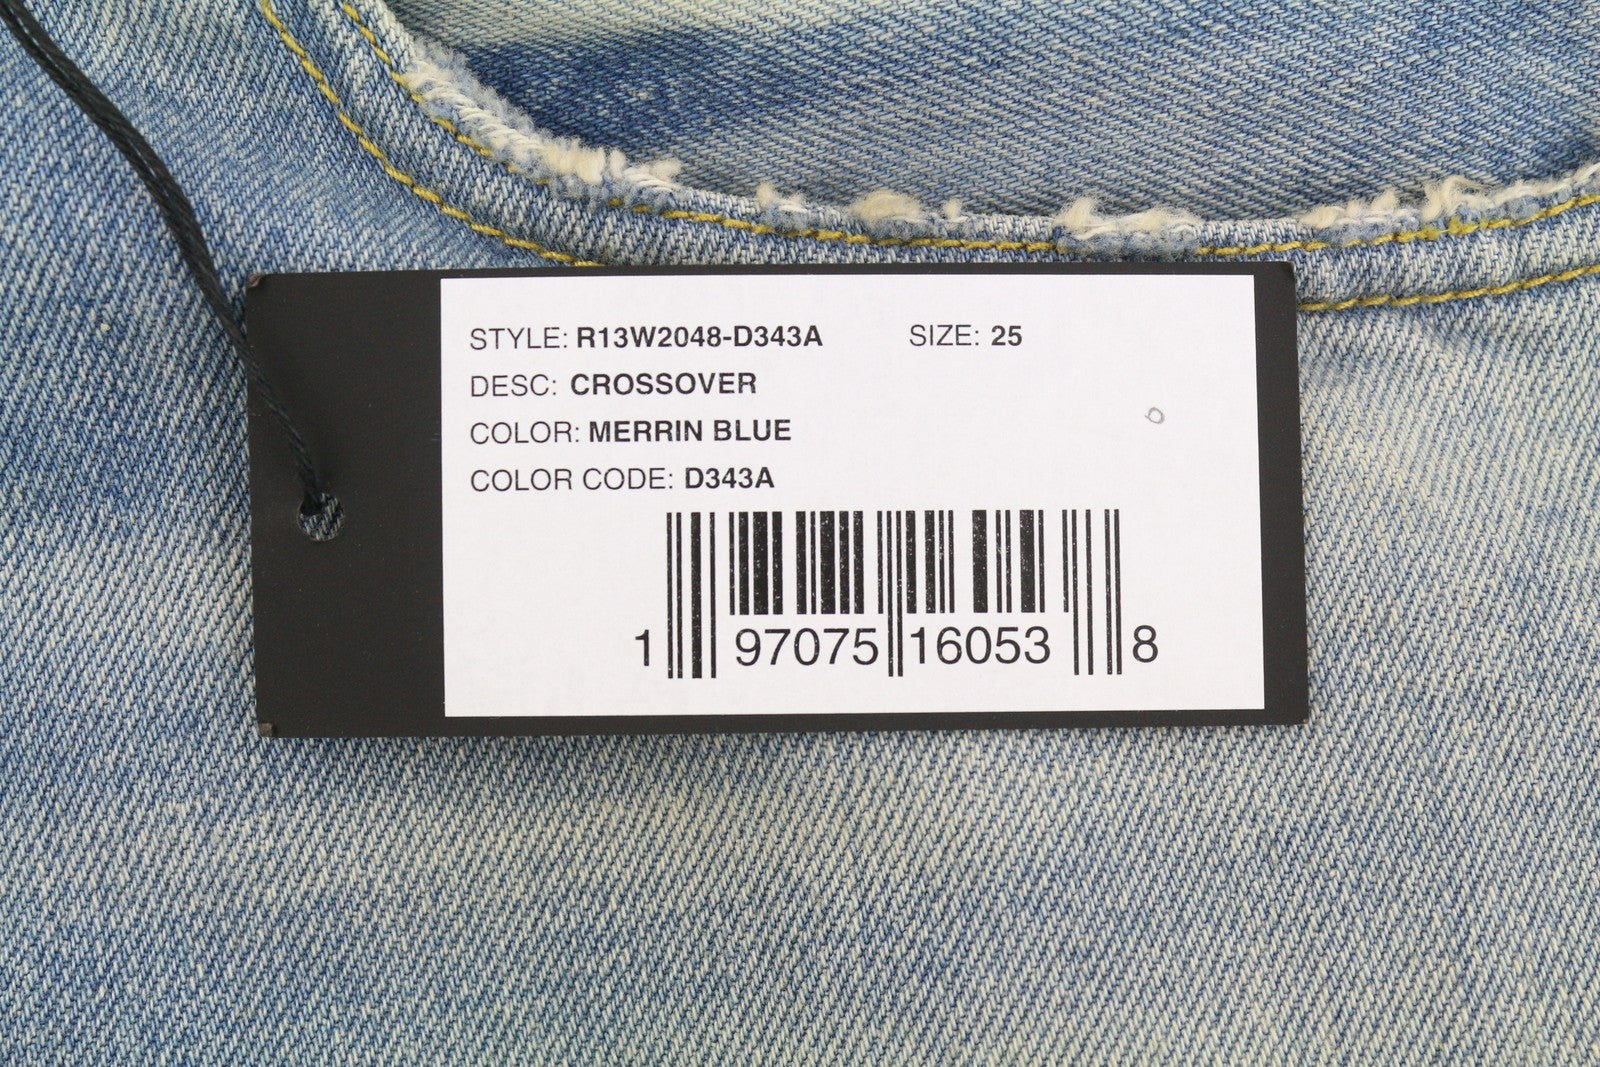 STYLE: R13W2048-D343A SIZE: 25
DESC: CROSSOVER
COLOR: MERRIN BLUE
COLOR CODE: D343A
1 97075 16053 8